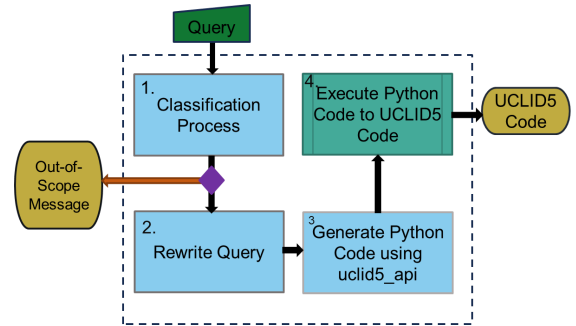 Query
1.
Classification
Process
Out-of-
Scope
Message
2.
Rewrite Query
3
Generate Python
Code using
uclid5_api
4.
Execute Python
Code to UCLID5
Code
UCLID5
Code